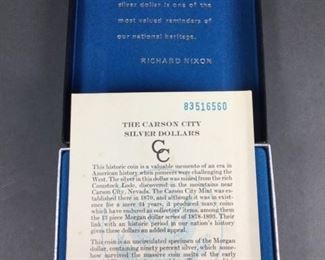 silver dollar is one of the
most valued reminders of
our national heritage.
RICHARD NIXON
83516560
THE CARSON CITY
SILVER DOLLARS
CC
This historic coin is a valuable memento of an era in
American history when pioneers were challenging the
West. The silver in this dollar was mined from the rich
Comstock Lode, discovered in the mountains near
Carson City, Nevada. The Carson City Mint was es-
tablished there in 1870, and although it was in exist-
ence for a mere 24 years, it produced many coins
which have endured as collectors' items, among them
the 13 piece Morgan dollar series of 1878-1893. Their
link with an historic period in our nation's history
gives these dollars an added appeal.
This coin is an uncirculated specimen of the Morgan
dollar, containing ninety percent silver, which some-
how survived the massive coin melts of the early